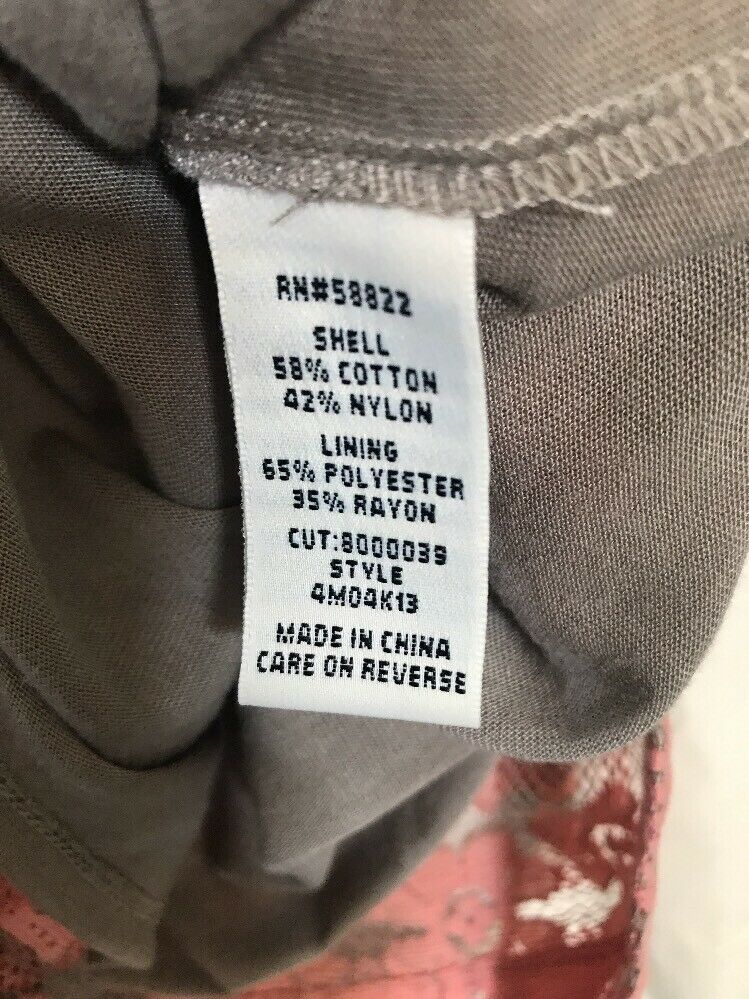 RN#58822
SHELL
58% COTTON
42% NYLON
LINING
65% POLYESTER
35% RAYON
CUT:8000039
STYLE
4M04K13
MADE IN CHINA
CARE ON REVERSE